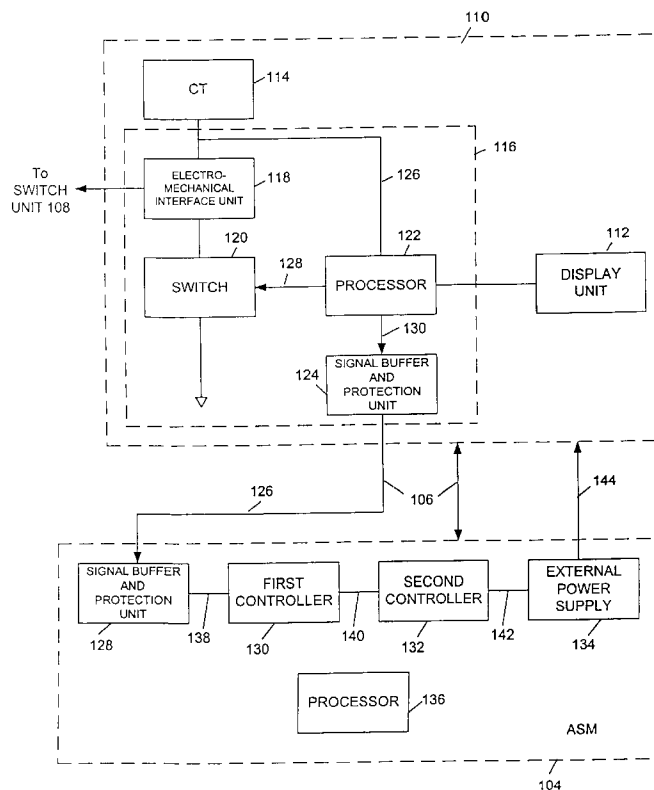 110
CT
114
116
ELECTRO-
MECHANICAL
INTERFACE UNIT
118
126
To
SWITCH
UNIT 108
120
SWITCH
128
122
PROCESSOR
112
DISPLAY
UNIT
130
124
SIGNAL BUFFER
AND
PROTECTION
UNIT
106
144
126
SIGNAL BUFFER
AND
PROTECTION
UNIT
128
138
FIRST
CONTROLLER
130
140
SECOND
CONTROLLER
132
142
EXTERNAL
POWER
SUPPLY
134
PROCESSOR
136
ASM
104